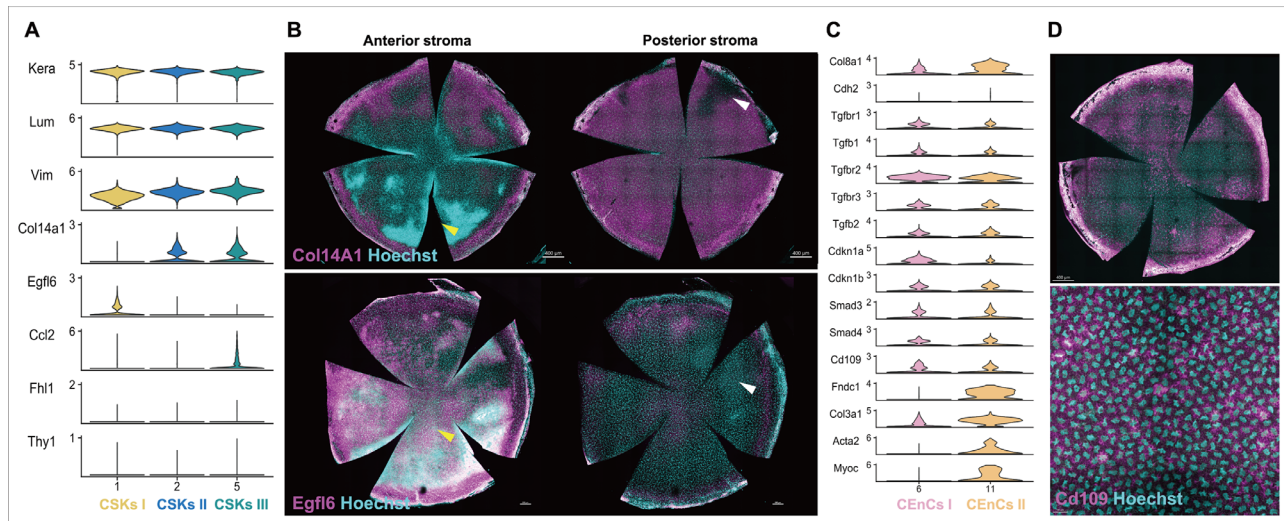 A
Kera 5
Lum 6
Vim 6
Col14a1 3
Egfl6 3
Ccl2 6
Fhl1 2
Thy1 1
1 2 5
CSKs I CSKs II CSKs III
B
Anterior stroma Posterior stroma
Col14A1 Hoechst
400 μm 400 μm
Egfl6 Hoechst
C
Col8a1 4
Cdh2 3
Tgfbr1 3
Tgfb1 4
Tgfbr2 4
Tgfbr3 3
Tgfb2 4
Cdkn1a 5
Cdkn1b 3
Smad3 2
Smad4 3
Cd109 3
Fndc1 4
Col3a1 5
Acta2 6
Myoc 6
6 11
CEnCs I CEnCs II
D
400 μm
Cd109 Hoechst